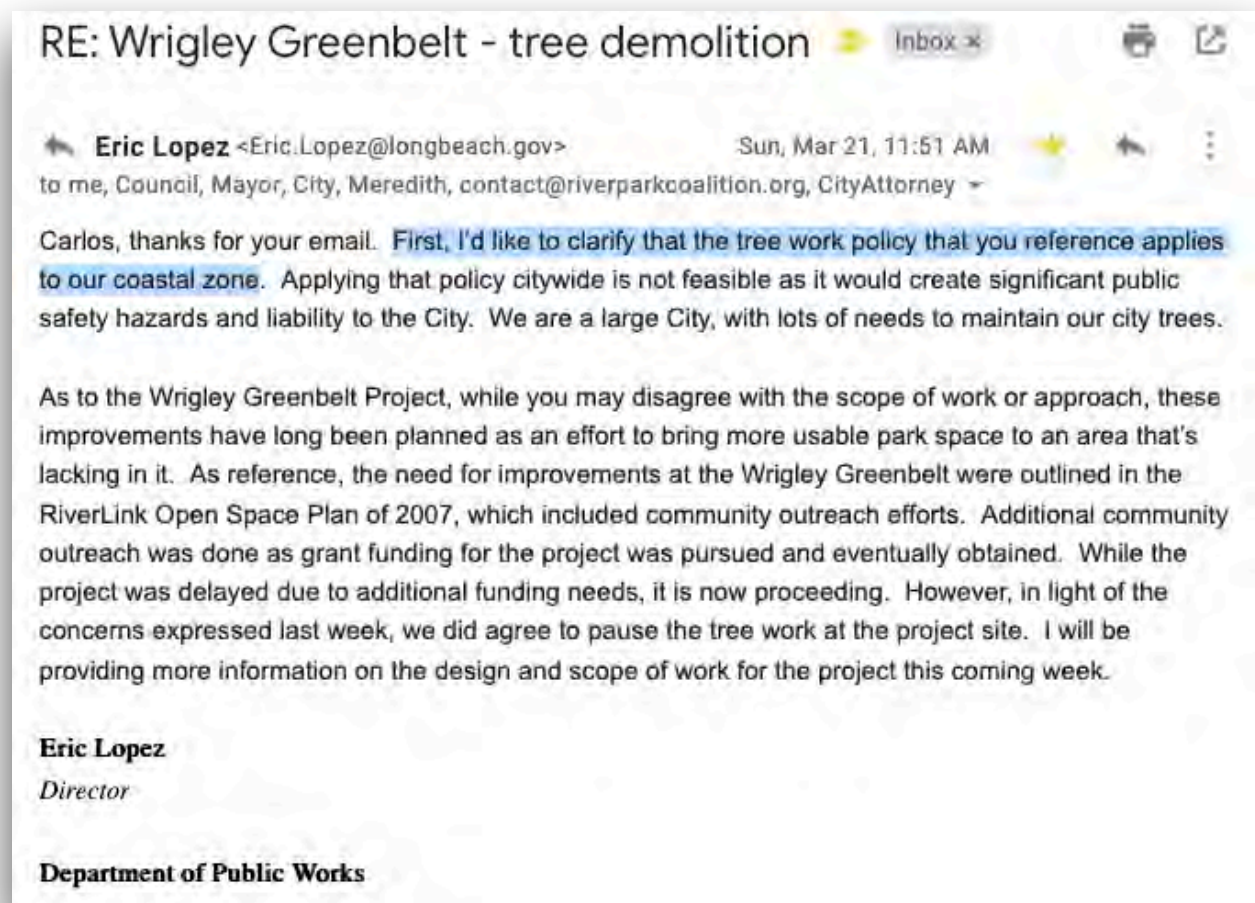 RE: Wrigley Greenbelt - tree demolition Inbox x
Eric Lopez <Eric.Lopez@longbeach.gov> Sun, Mar 21, 11:51 AM
to me, Council, Mayor, City, Meredith, contact@riverparkcoalition.org, CityAttorney
Carlos, thanks for your email. First, I'd like to clarify that the tree work policy that you reference applies
to our coastal zone. Applying that policy citywide is not feasible as it would create significant public
safety hazards and liability to the City. We are a large City, with lots of needs to maintain our city trees.
As to the Wrigley Greenbelt Project, while you may disagree with the scope of work or approach, these
improvements have long been planned as an effort to bring more usable park space to an area that's
lacking in it. As reference, the need for improvements at the Wrigley Greenbelt were outlined in the
RiverLink Open Space Plan of 2007, which included community outreach efforts. Additional community
outreach was done as grant funding for the project was pursued and eventually obtained. While the
project was delayed due to additional funding needs, it is now proceeding. However, in light of the
concerns expressed last week, we did agree to pause the tree work at the project site. I will be
providing more information on the design and scope of work for the project this coming week.
Eric Lopez
Director
Department of Public Works